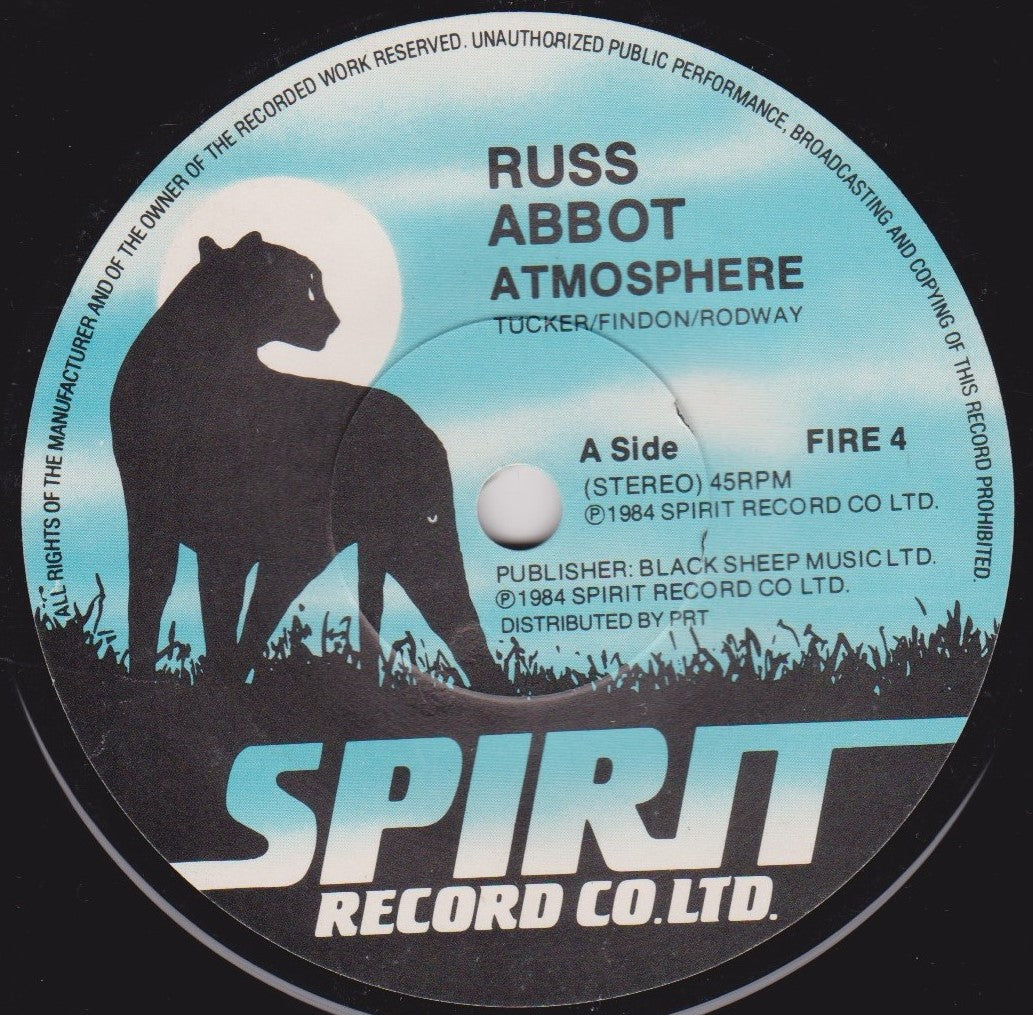 ALL RIGHTS OF THE MANUFACTURER AND OF THE OWNER OF THE RECORDED WORK RESERVED. UNAUTHORIZED PUBLIC PERFORMANCE, BROADCASTING AND COPYING OF THIS RECORD PROHIBITED.
RUSS
ABBOT
ATMOSPHERE
TUCKER/FINDON/RODWAY
A Side FIRE 4
(STEREO) 45RPM
℗1984 SPIRIT RECORD CO LTD.
PUBLISHER: BLACK SHEEP MUSIC LTD.
℗1984 SPIRIT RECORD CO LTD.
DISTRIBUTED BY PRT
SPIRIT
RECORD CO. LTD.